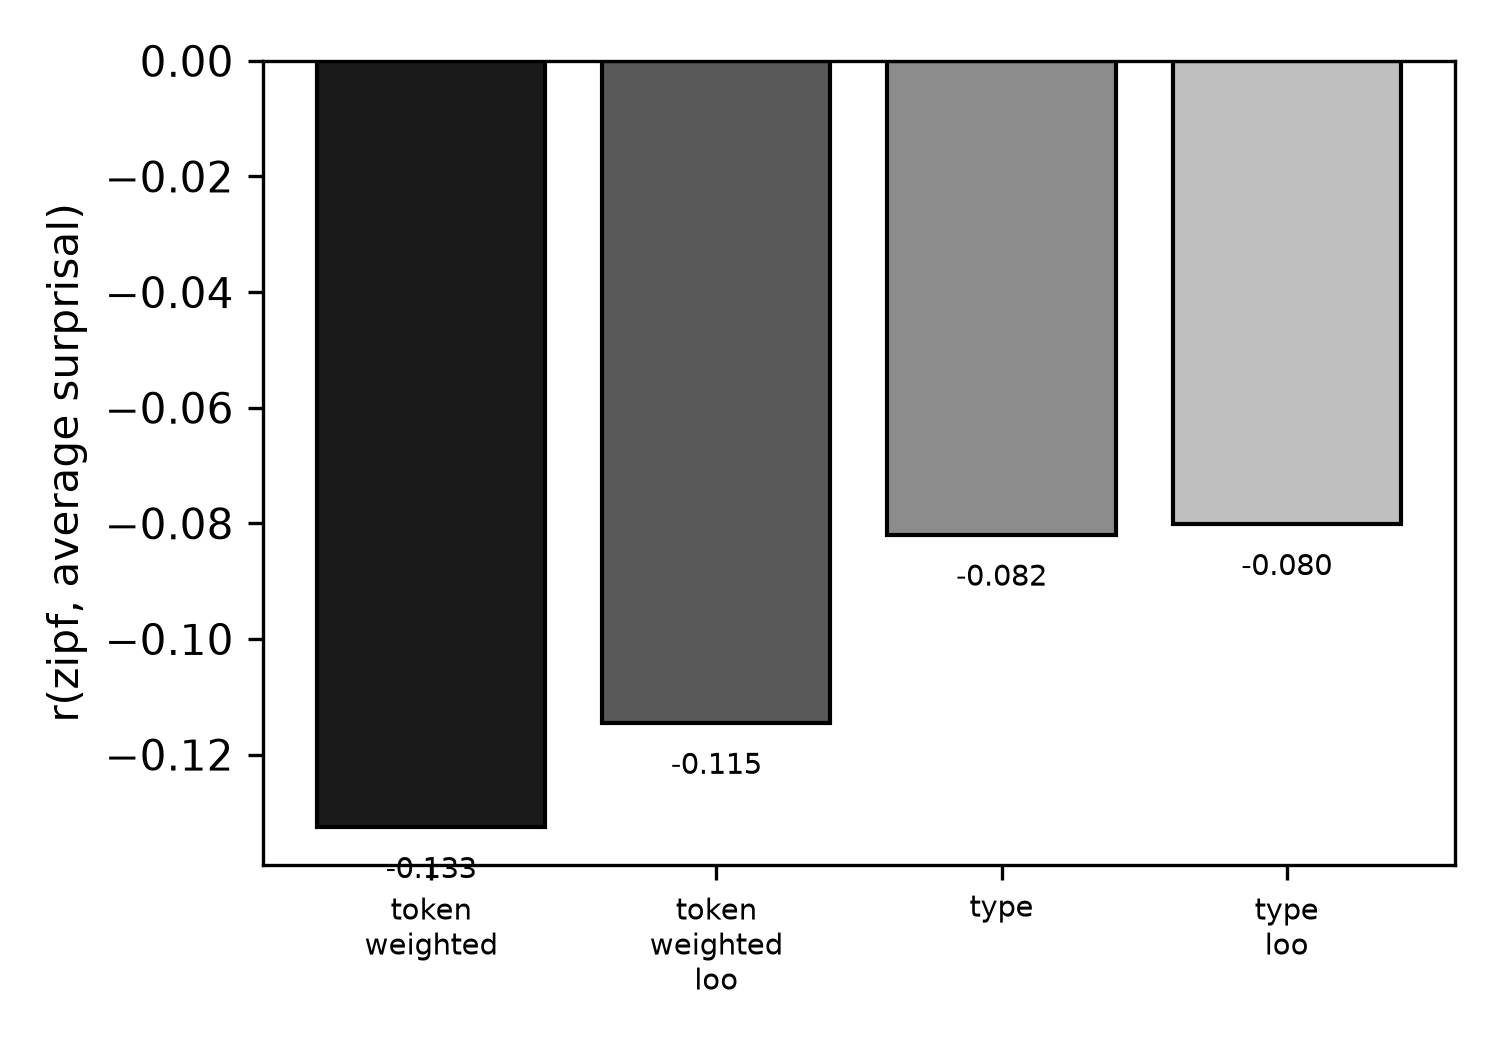 r(zipf, average surprisal)
0.00
−0.02
−0.04
−0.06
−0.08
−0.10
−0.12
-0.133
-0.115
-0.082
-0.080
token
weighted
token
weighted
loo
type
type
loo